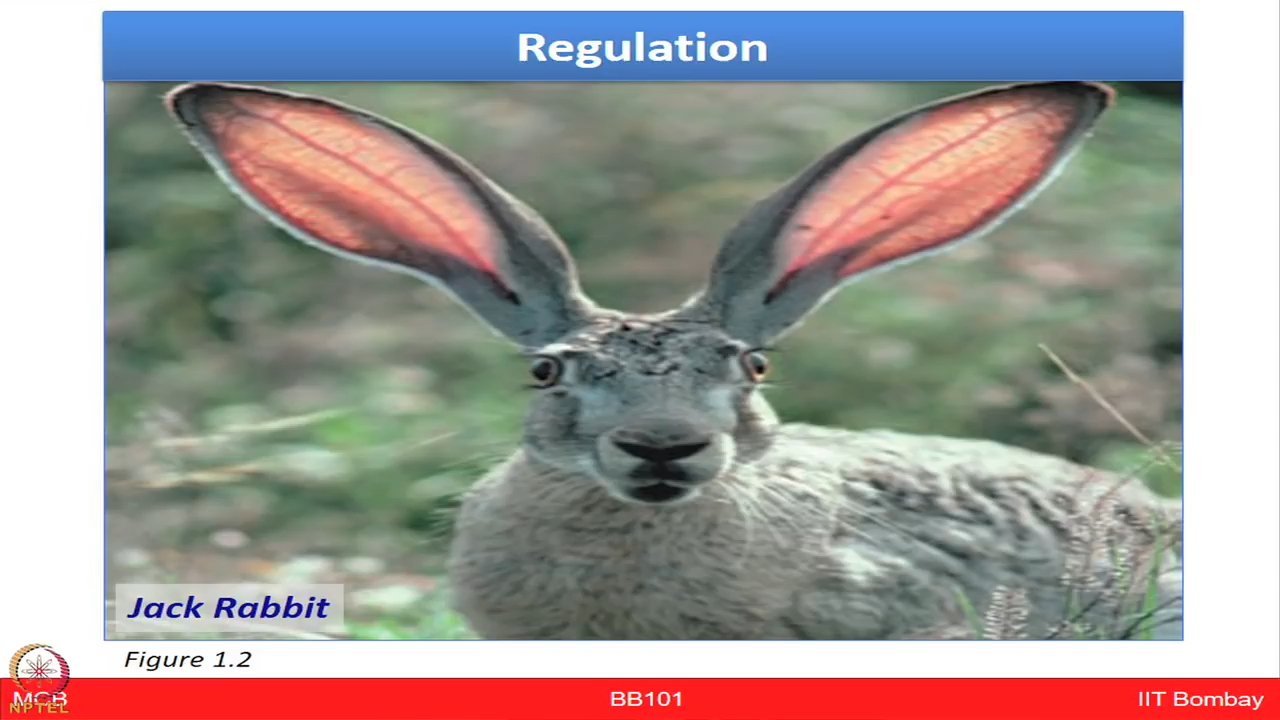 Regulation
Jack Rabbit
Figure 1.2
MCB
NPTEL
BB101
IIT Bombay